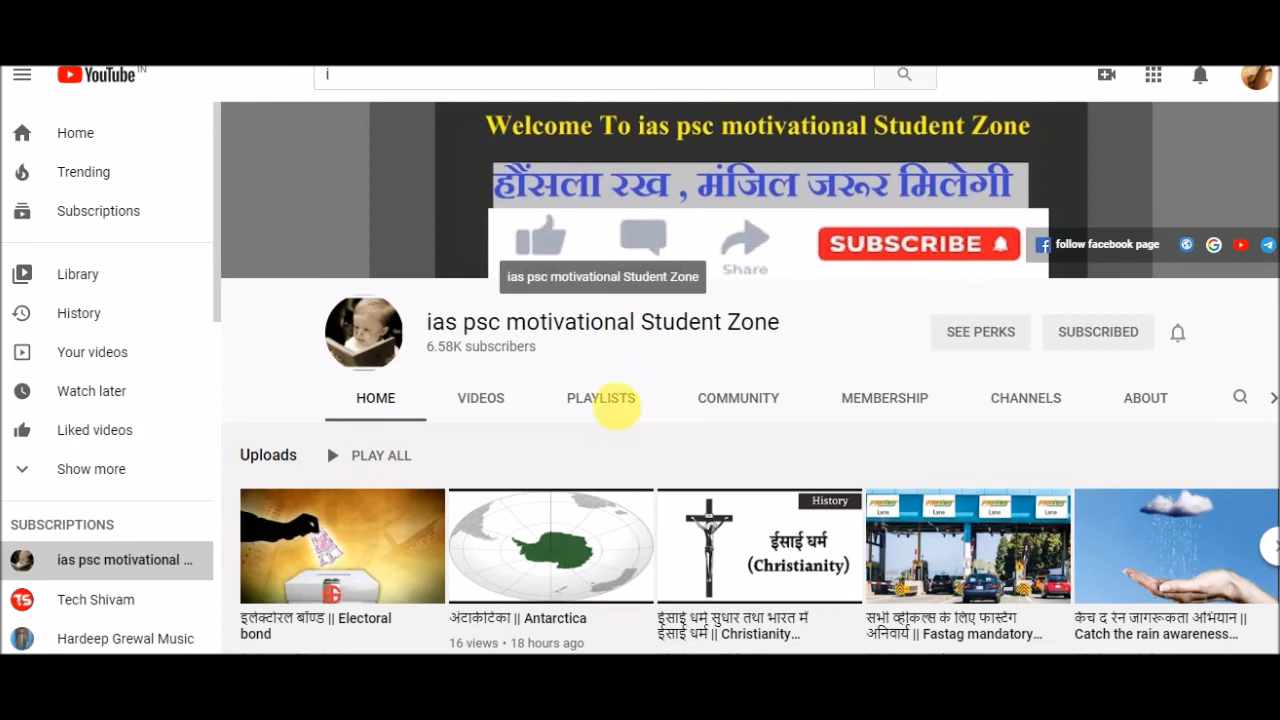 YouTube IN
i
Home
Trending
Subscriptions
Library
History
Your videos
Watch later
Liked videos
Show more
SUBSCRIPTIONS
ias psc motivational ...
Tech Shivam
Hardeep Grewal Music
Welcome To ias psc motivational Student Zone
हौंसला रख , मंजिल जरूर मिलेगी
Share
SUBSCRIBE
follow facebook page
ias psc motivational Student Zone
ias psc motivational Student Zone
6.58K subscribers
SEE PERKS
SUBSCRIBED
HOME VIDEOS PLAYLISTS COMMUNITY MEMBERSHIP CHANNELS ABOUT
Uploads PLAY ALL
इलेक्टोरल बॉण्ड || Electoral
bond
अंटार्कटिका || Antarctica
16 views • 18 hours ago
History
ईसाई धर्म
(Christianity)
ईसाई धर्म सुधार तथा भारत में
ईसाई धर्म || Christianity...
Lane
Lane
Lane
Lane
सभी व्हीकल्स के लिए फास्टैग
अनिवार्य || Fastag mandatory...
कैच द रेन जागरूकता अभियान ||
Catch the rain awareness...